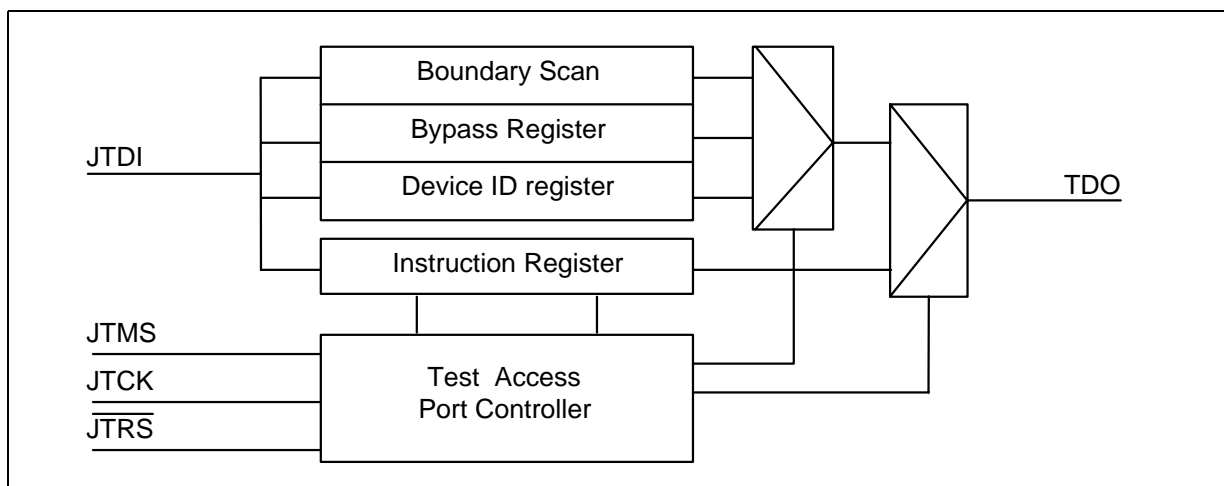 Boundary Scan
Bypass Register
JTDI
Device ID register
TDO
Instruction Register
JTMS
Test Access
JTCK
Port Controller
JTRS